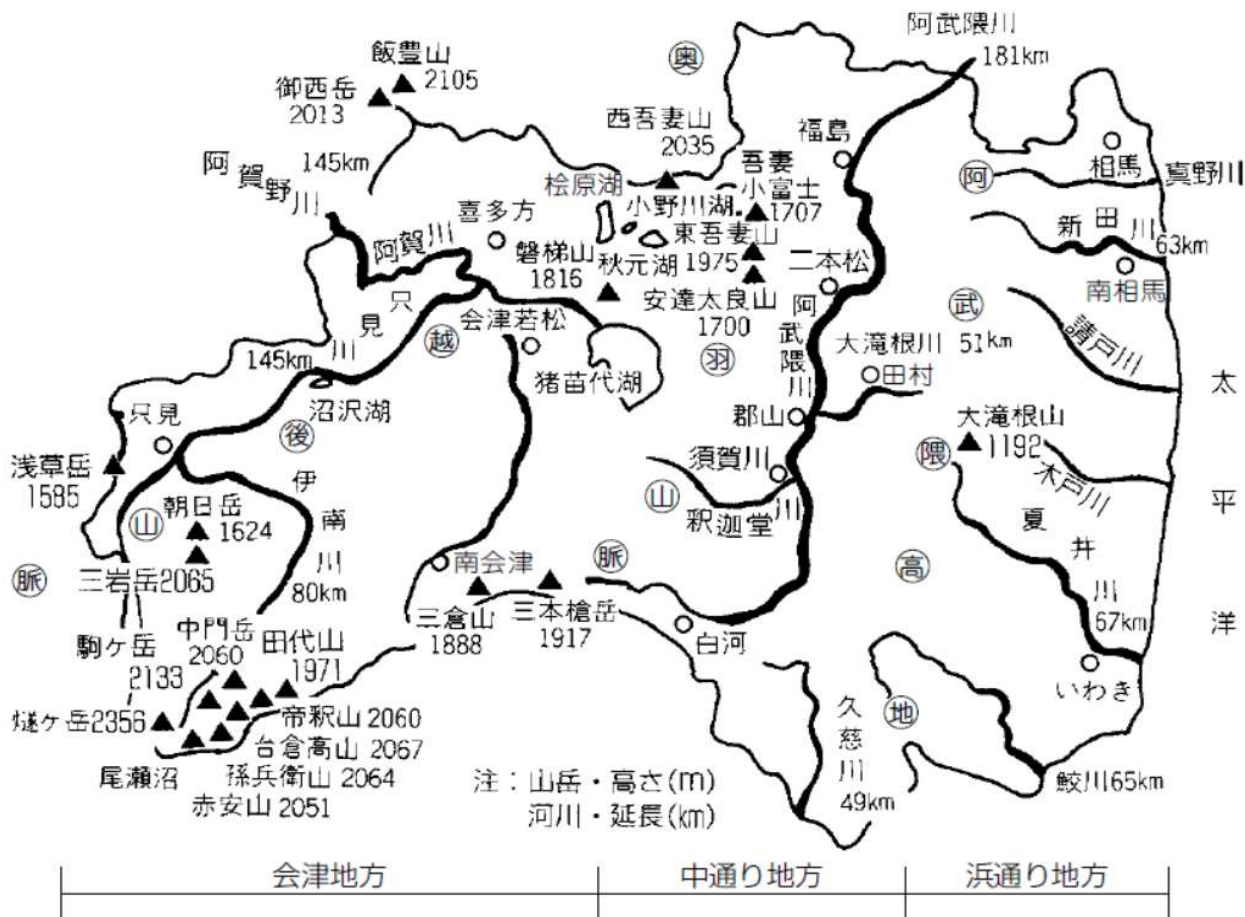 阿武隈川
181km
奥
飯豊山
2105
御西岳
2013
西吾妻山
2035
福島
吾妻
小富士
1707
相馬
真野川
阿
阿賀野川
145km
桧原湖
小野川湖
喜多方
阿賀川
磐梯山
1816
秋元湖
東吾妻山
1975
二本松
新田川
63km
南相馬
安達太良山
1700
阿武隈川
武
51km
請戸川
只見川
145km
越
会津若松
猪苗代湖
羽
大滝根川
田村
太平洋
沼沢湖
只見
後
郡山
大滝根山
1192
浅草岳
1585
須賀川
隈
木戸川
朝日岳
1624
山
伊南川
80km
山
釈迦堂川
夏井川
67km
脈
三岩岳2065
南会津
脈
高
三倉山
1888
三本槍岳
1917
白河
駒ケ岳
2133
中門岳
2060
田代山
1971
いわき
燧ケ岳2356
帝釈山 2060
台倉高山 2067
久慈川
49km
地
尾瀬沼
孫兵衛山 2064
赤安山 2051
鮫川65km
注：山岳・高さ(m)
河川・延長(km)
会津地方
中通り地方
浜通り地方